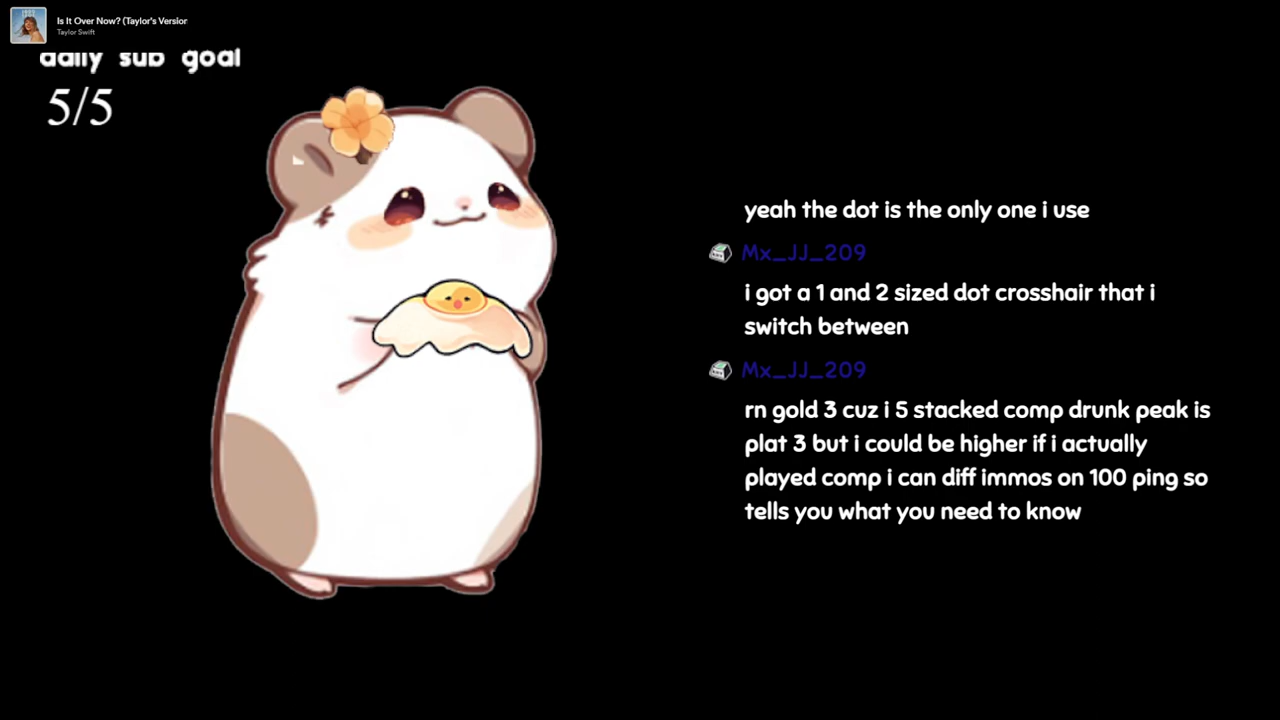 Is It Over Now? (Taylor's Version
Taylor Swift
daily sub goal
5/5
yeah the dot is the only one i use
Mx_JJ_209
i got a 1 and 2 sized dot crosshair that i
switch between
Mx_JJ_209
rn gold 3 cuz i 5 stacked comp drunk peak is
plat 3 but i could be higher if i actually
played comp i can diff immos on 100 ping so
tells you what you need to know